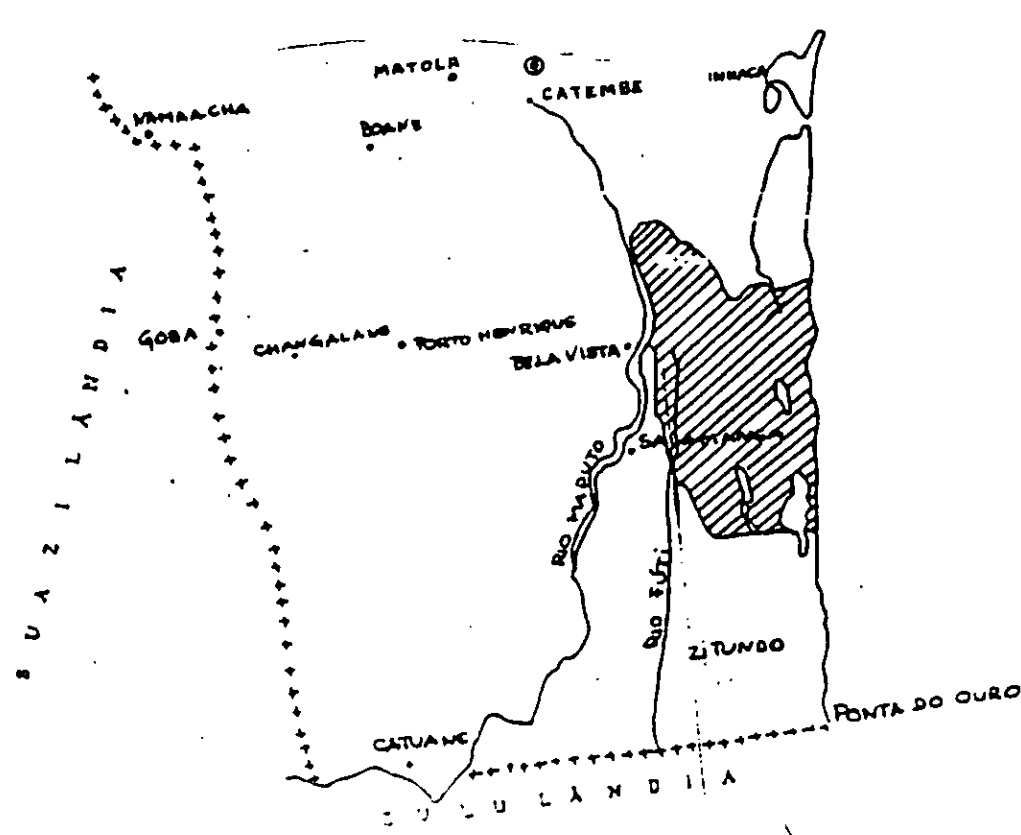 MATOLA
CATEMBE
INHACA
NAMAACHA
BOANE
GOBA
CHANGALANE
PORTO HENRIQUE
BELA VISTA
SALAMANGA
RIO MAPUTO
RIO FUTI
SUAZILÂNDIA
ZITUNDO
PONTA DO OURO
CATUANE
ZULULÂNDIA